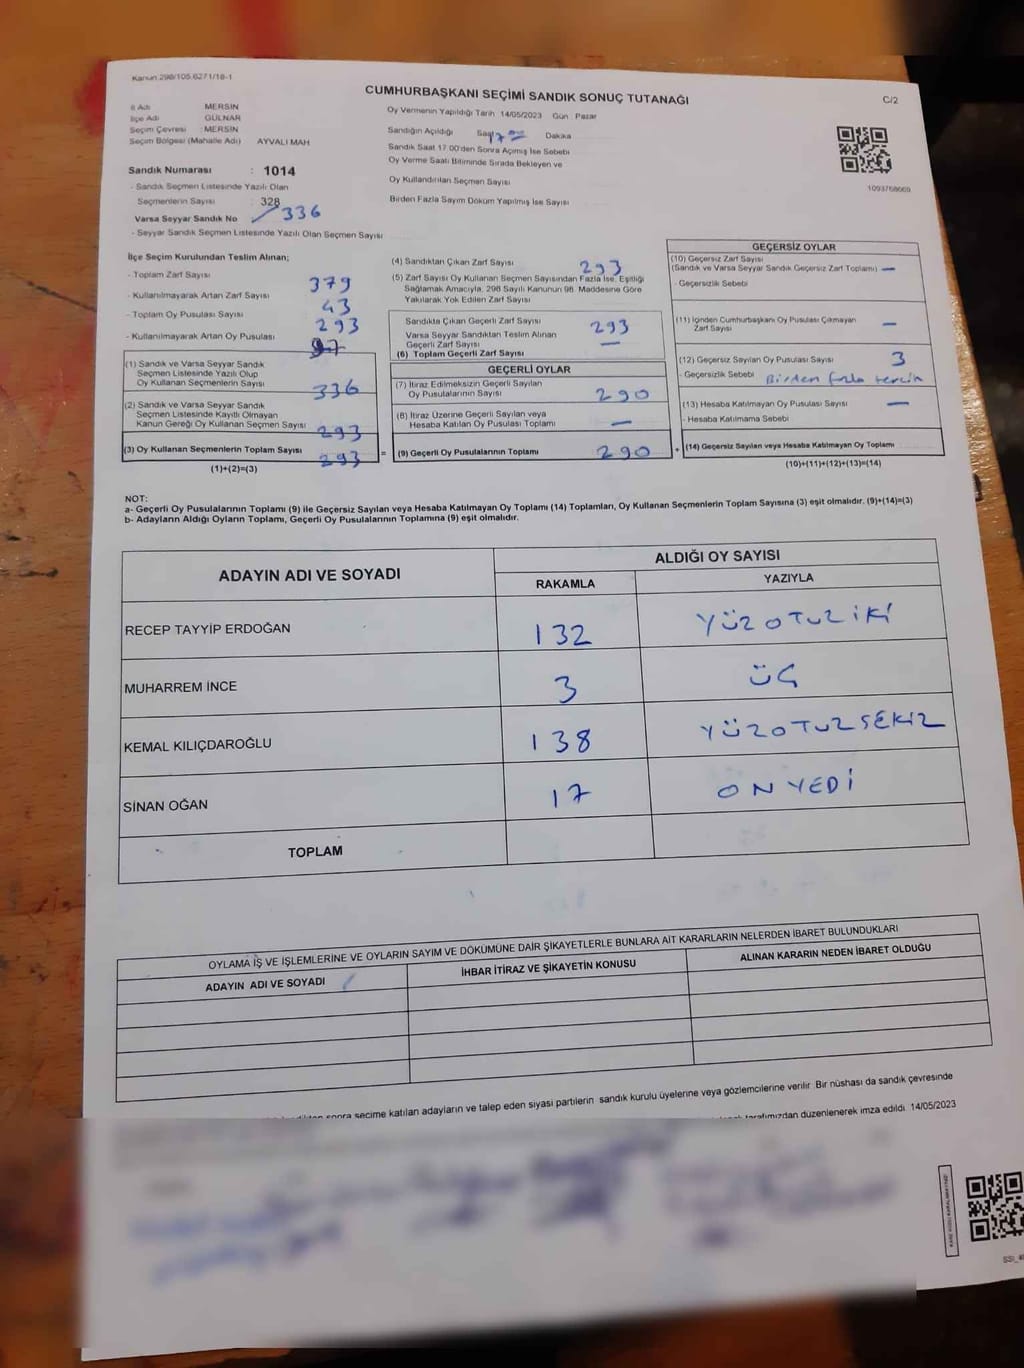 Kanun 298/105,6271/18-1
CUMHURBAŞKANI SEÇİMİ SANDIK SONUÇ TUTANAĞI
C/2
İl Adı : MERSİN
İlçe Adı : GÜLNAR
Seçim Çevresi : MERSİN
Seçim Bölgesi (Mahalle Adı) AYVALI MAH
Sandık Numarası : 1014
- Sandık Seçmen Listesinde Yazılı Olan
Seçmenlerin Sayısı : 328
336
Varsa Seyyar Sandık No
- Seyyar Sandık Seçmen Listesinde Yazılı Olan Seçmen Sayısı
Oy Vermenin Yapıldığı Tarih 14/05/2023 Gün : Pazar
Sandığın Açıldığı Saat 17 00 Dakika
Sandık Saat 17.00'den Sonra Açımış İse Sebebi
Oy Verme Saati Bitiminde Sırada Bekleyen ve
Oy Kullandırılan Seçmen Sayısı
Birden Fazla Sayım Döküm Yapılmış İse Sayısı
1093768669
İlçe Seçim Kurulundan Teslim Alınan;
- Toplam Zarf Sayısı 379
- Kullanılmayarak Artan Zarf Sayısı 43
- Toplam Oy Pusulası Sayısı 293
- Kullanılmayarak Artan Oy Pusulası
(1) Sandık ve Varsa Seyyar Sandık
Seçmen Listesinde Yazılı Olup
Oy Kullanan Seçmenlerin Sayısı 336
(2) Sandık ve Varsa Seyyar Sandık
Seçmen Listesinde Kayıtlı Olmayan
Kanun Gereği Oy Kullanan Seçmen Sayısı 293
(3) Oy Kullanan Seçmenlerin Toplam Sayısı 293
(1)+(2)=(3)
(4) Sandıktan Çıkan Zarf Sayısı 293
(5) Zarf Sayısı Oy Kullanan Seçmen Sayısından Fazla İse, Eşitliği
Sağlamak Amacıyla, 298 Sayılı Kanunun 98. Maddesine Göre
Yakılarak Yok Edilen Zarf Sayısı
Sandıkta Çıkan Geçerli Zarf Sayısı 293
Varsa Seyyar Sandıktan Teslim Alınan
Geçerli Zarf Sayısı —
(6) Toplam Geçerli Zarf Sayısı
GEÇERLİ OYLAR
(7) İtiraz Edilmeksizin Geçerli Sayılan
Oy Pusulalarının Sayısı 290
(8) İtiraz Üzerine Geçerli Sayılan veya
Hesaba Katılan Oy Pusulası Toplamı —
= (9) Geçerli Oy Pusulalarının Toplamı 290
GEÇERSİZ OYLAR
(10) Geçersiz Zarf Sayısı
(Sandık ve Varsa Seyyar Sandık Geçersiz Zarf Toplamı) —
- Geçersizlik Sebebi
(11) İçinden Cumhurbaşkanı Oy Pusulası Çıkmayan
Zarf Sayısı —
(12) Geçersiz Sayılan Oy Pusulası Sayısı 3
- Geçersizlik Sebebi Birden fazla tercih
(13) Hesaba Katılmayan Oy Pusulası Sayısı —
- Hesaba Katılmama Sebebi
+ (14) Geçersiz Sayılan veya Hesaba Katılmayan Oy Toplamı
(10)+(11)+(12)+(13)=(14)
NOT:
a- Geçerli Oy Pusulalarının Toplamı (9) ile Geçersiz Sayılan veya Hesaba Katılmayan Oy Toplamı (14) Toplamları, Oy Kullanan Seçmenlerin Toplam Sayısına (3) eşit olmalıdır. (9)+(14)=(3)
b- Adayların Aldığı Oyların Toplamı, Geçerli Oy Pusulalarının Toplamına (9) eşit olmalıdır.
ADAYIN ADI VE SOYADI
ALDIĞI OY SAYISI
RAKAMLA YAZIYLA
RECEP TAYYİP ERDOĞAN 132 YÜZOTUZİKİ
MUHARREM İNCE 3 ÜÇ
KEMAL KILIÇDAROĞLU 138 YÜZOTUZSEKİZ
SİNAN OĞAN 17 ONYEDİ
TOPLAM
OYLAMA İŞ VE İŞLEMLERİNE VE OYLARIN SAYIM VE DÖKÜMÜNE DAİR ŞİKAYETLERLE BUNLARA AİT KARARLARIN NELERDEN İBARET BULUNDUKLARI
ADAYIN ADI VE SOYADI İHBAR İTİRAZ VE ŞİKAYETİN KONUSU ALINAN KARARIN NEDEN İBARET OLDUĞU
sonra seçime katılan adayların ve talep eden siyasi partilerin sandık kurulu üyelerine veya gözlemcilerine verilir. Bir nüshası da sandık çevresinde
tarafımızdan düzenlenerek imza edildi. 14/05/2023